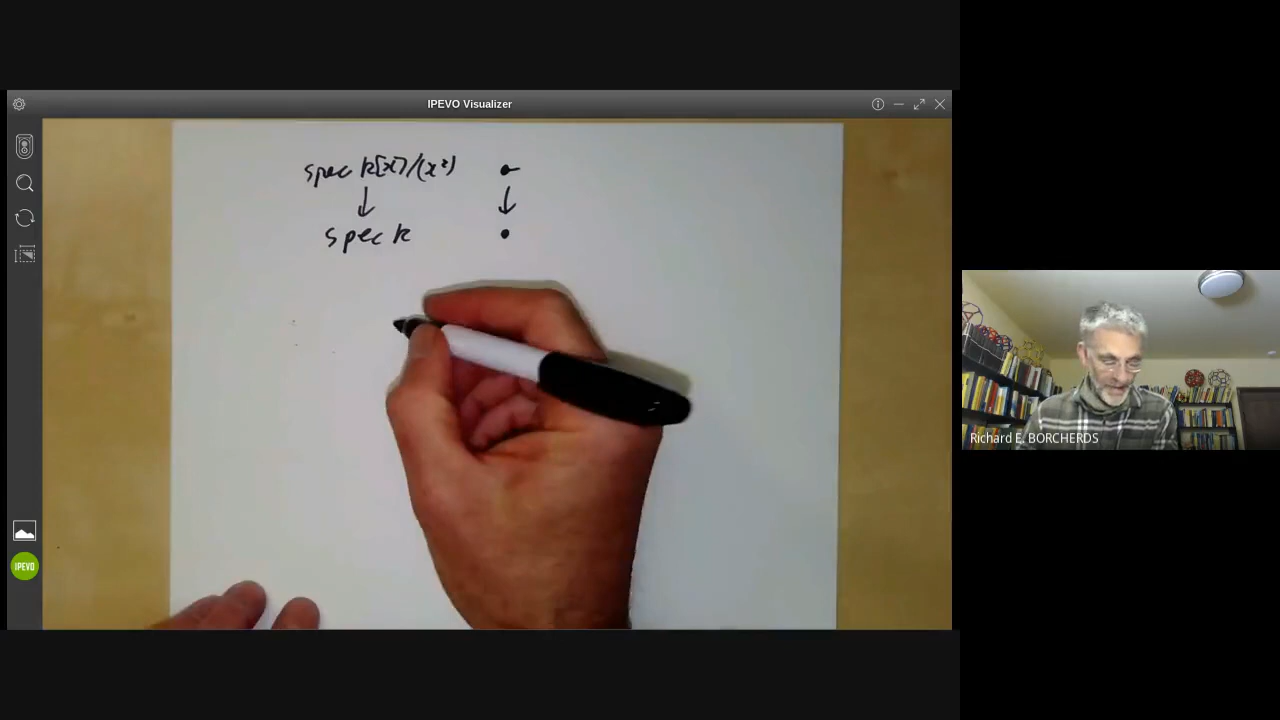 IPEVO Visualizer
spec k[x]/(x²)
↓ ↓
spec k
IPEVO
Richard E. BORCHERDS